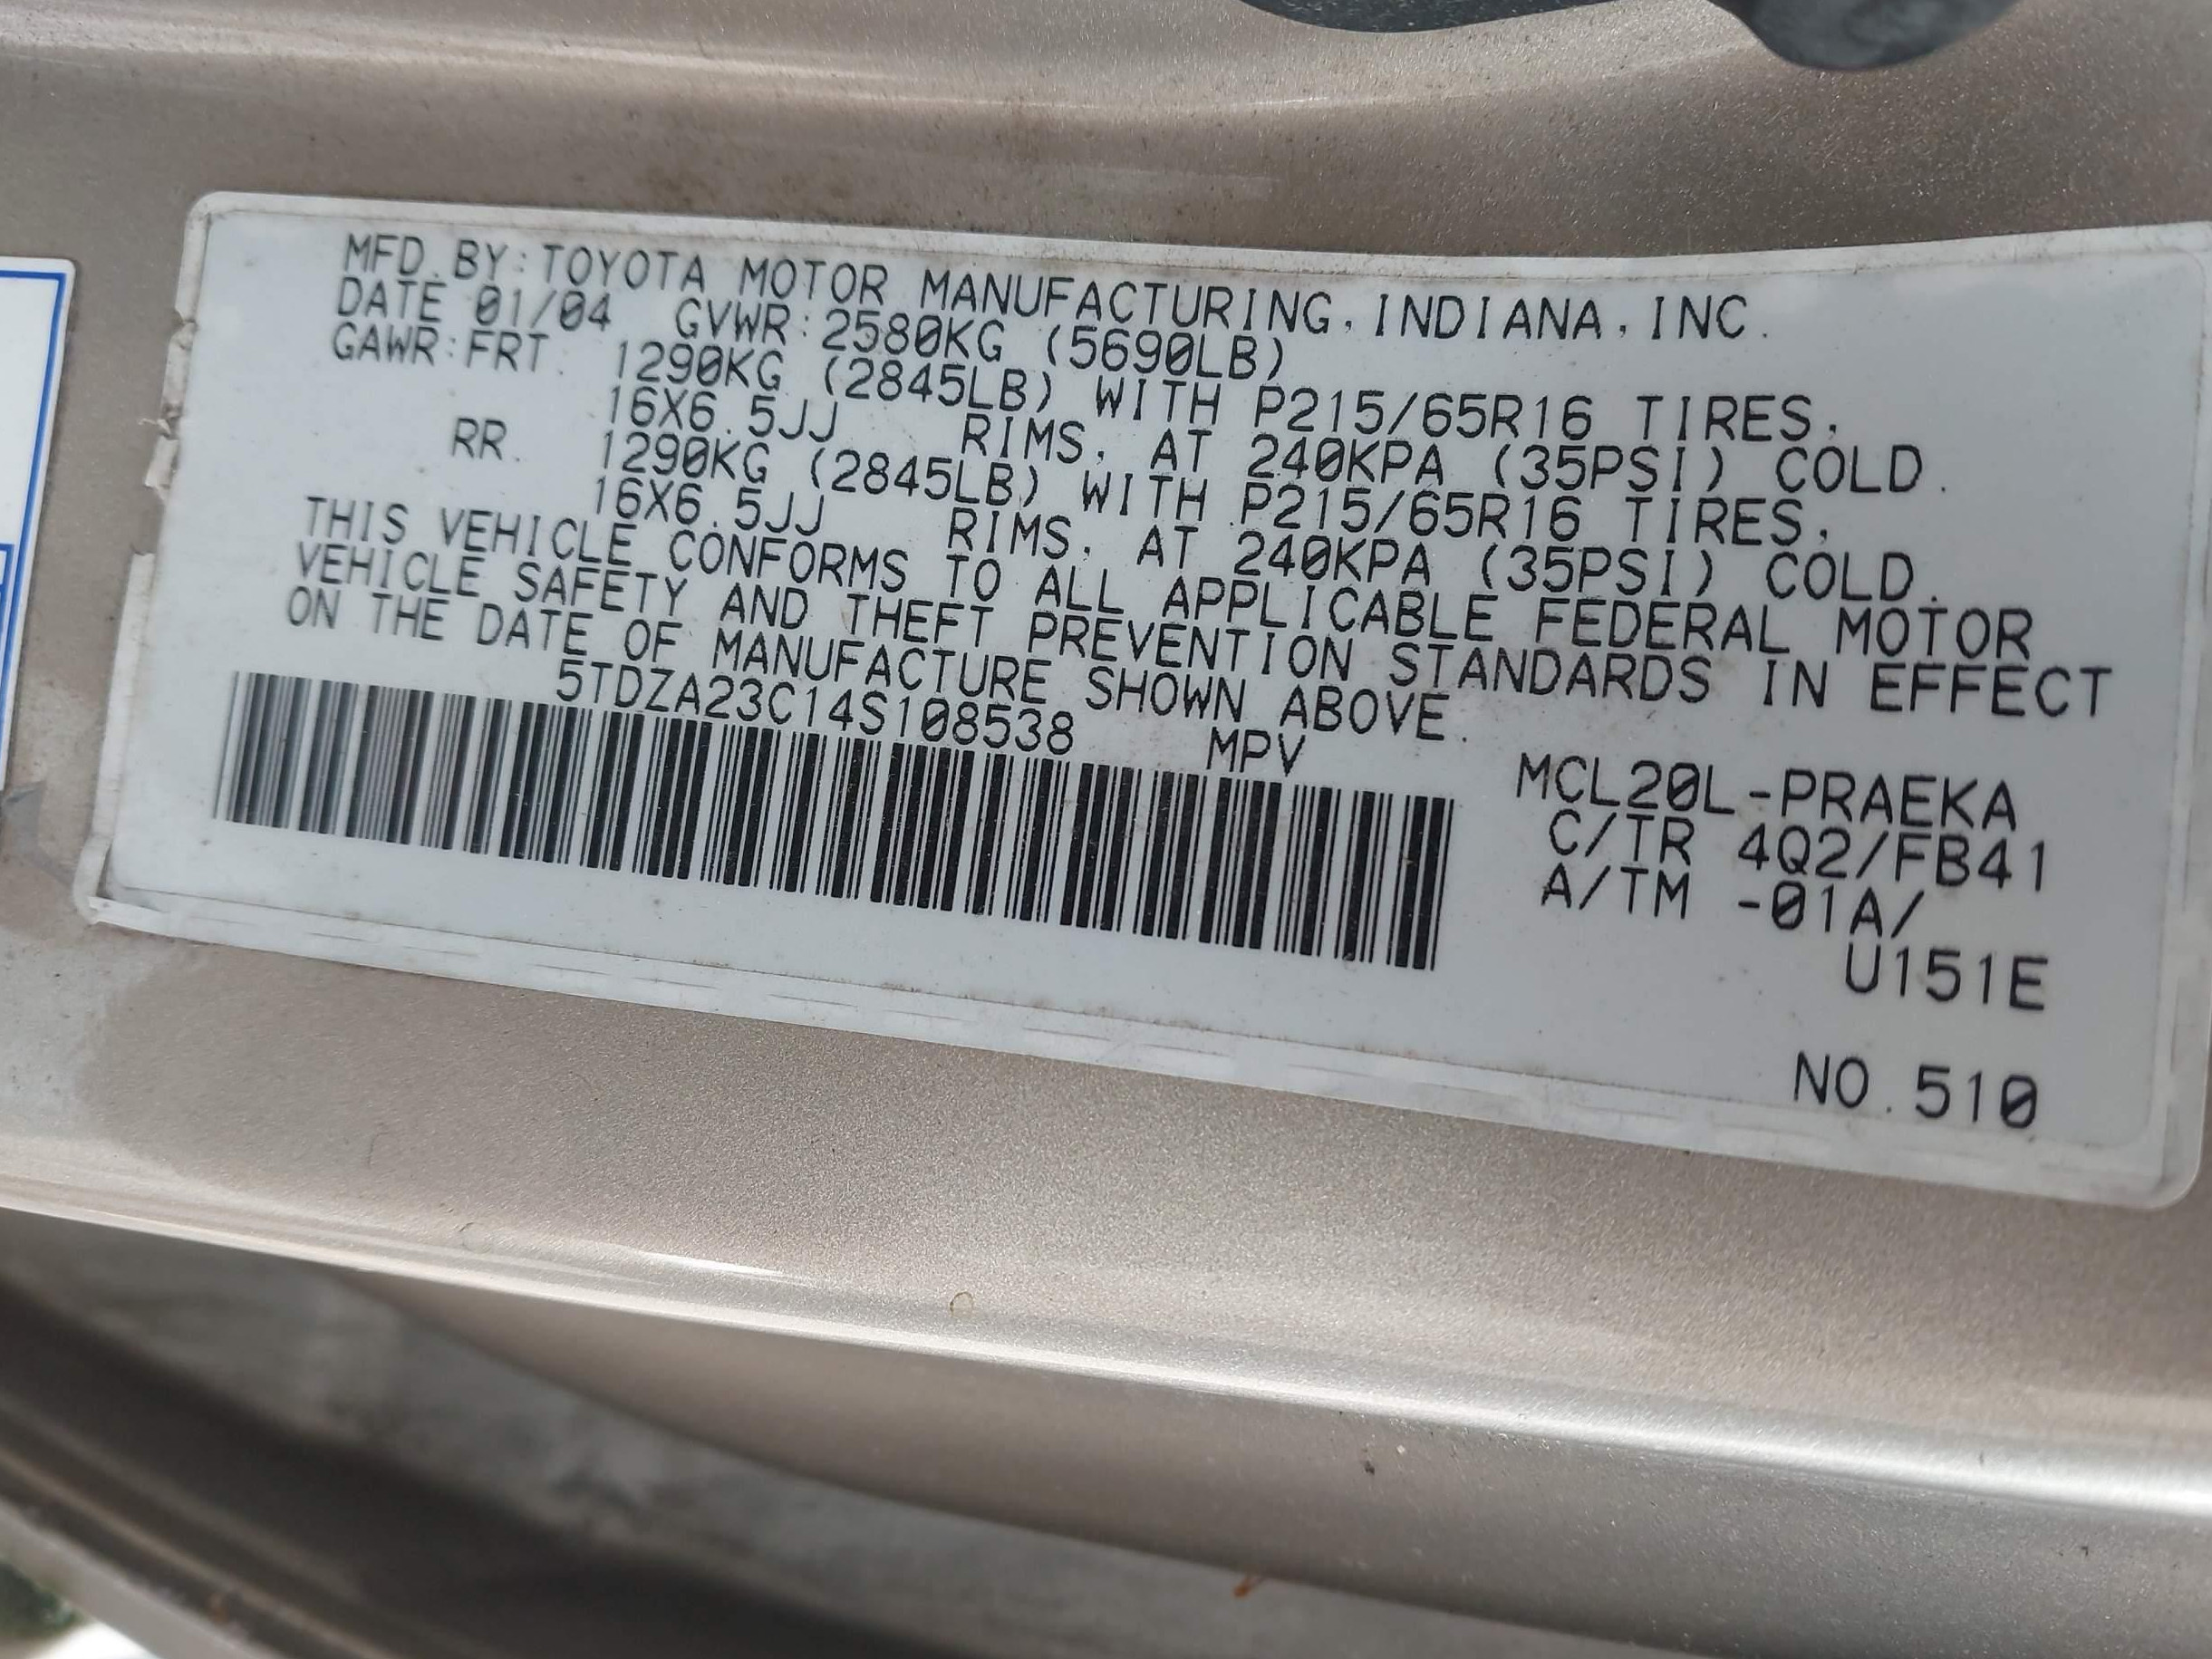 MFD.BY:TOYOTA MOTOR MANUFACTURING,INDIANA,INC.
DATE 01/04 GVWR:2580KG (5690LB)
GAWR:FRT. 1290KG (2845LB) WITH P215/65R16 TIRES,
16X6.5JJ RIMS, AT 240KPA (35PSI) COLD.
RR. 1290KG (2845LB) WITH P215/65R16 TIRES,
16X6.5JJ RIMS, AT 240KPA (35PSI) COLD.
THIS VEHICLE CONFORMS TO ALL APPLICABLE FEDERAL MOTOR
VEHICLE SAFETY AND THEFT PREVENTION STANDARDS IN EFFECT
ON THE DATE OF MANUFACTURE SHOWN ABOVE.
5TDZA23C14S108538 MPV
MCL20L-PRAEKA
C/TR 4Q2/FB41
A/TM -01A/
U151E
NO.510